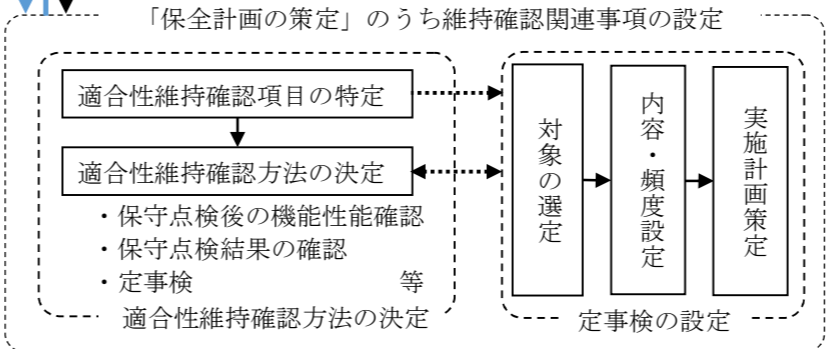 「保全計画の策定」のうち維持確認関連事項の設定
適合性維持確認項目の特定
適合性維持確認方法の決定
・保守点検後の機能性能確認
・保守点検結果の確認
・定事検 等
適合性維持確認方法の決定
対象の選定
内容・頻度設定
実施計画策定
定事検の設定